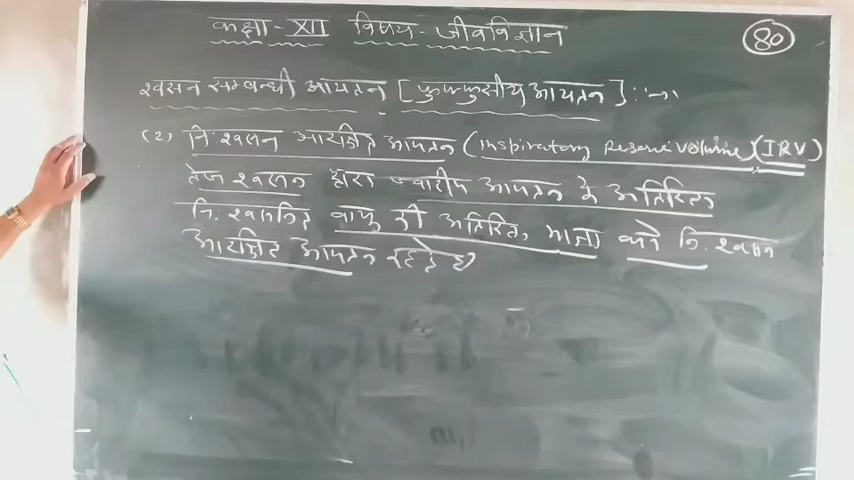 कक्षा - XII विषय - जीवविज्ञान
80
श्वसन सम्बन्धी आयतन [फुफ्फुसीय आयतन] :-
(2) नि:श्वसन आरक्षित आयतन (Inspiratory Reserve Volume) (IRV)
तेज श्वसन द्वारा ज्वारीय आयतन के अतिरिक्त
नि:श्वसनित वायु की अतिरिक्त मात्रा को नि:श्वसन
आरक्षित आयतन कहते है